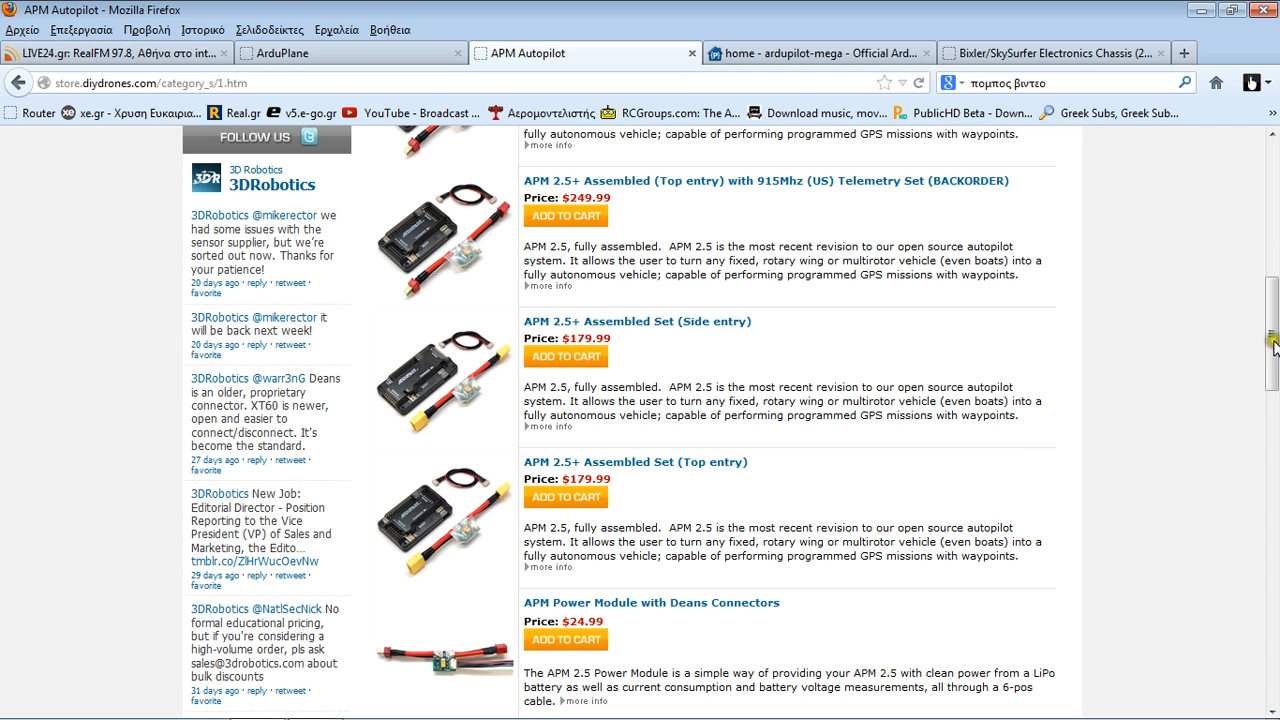 APM Autopilot - Mozilla Firefox
Αρχείο Επεξεργασία Προβολή Ιστορικό Σελιδοδείκτες Εργαλεία Βοήθεια
LIVE24.gr: RealFM 97.8, Αθήνα στο int...
ArduPlane
APM Autopilot
home - ardupilot-mega - Official Ard...
Bixler/SkySurfer Electronics Chassis (2...
store.diydrones.com/category_s/1.htm
πομπος βιντεο
Router xe.gr - Χρυση Ευκαιρια... Real.gr v5.e-go.gr YouTube - Broadcast ... Αερομοντελιστής RCGroups.com: The A... Download music, mov... PublicHD Beta - Down... Greek Subs, Greek Sub...
FOLLOW US
3D Robotics
3DRobotics
3DRobotics @mikerector we
had some issues with the
sensor supplier, but we're
sorted out now. Thanks for
your patience!
20 days ago · reply · retweet ·
favorite
3DRobotics @mikerector it
will be back next week!
20 days ago · reply · retweet ·
favorite
3DRobotics @warr3nG Deans
is an older, proprietary
connector. XT60 is newer,
open and easier to
connect/disconnect. It's
become the standard.
27 days ago · reply · retweet ·
favorite
3DRobotics New Job:
Editorial Director - Position
Reporting to the Vice
President (VP) of Sales and
Marketing, the Edito...
tmblr.co/ZlHrWucOevNw
29 days ago · reply · retweet ·
favorite
3DRobotics @NatlSecNick No
formal educational pricing,
but if you're considering a
high-volume order, pls ask
sales@3drobotics.com about
bulk discounts
31 days ago · reply · retweet ·
favorite
fully autonomous vehicle; capable of performing programmed GPS missions with waypoints.
more info
APM 2.5+ Assembled (Top entry) with 915Mhz (US) Telemetry Set (BACKORDER)
Price: $249.99
ADD TO CART
APM 2.5, fully assembled. APM 2.5 is the most recent revision to our open source autopilot
system. It allows the user to turn any fixed, rotary wing or multirotor vehicle (even boats) into a
fully autonomous vehicle; capable of performing programmed GPS missions with waypoints.
more info
APM 2.5+ Assembled Set (Side entry)
Price: $179.99
ADD TO CART
APM 2.5, fully assembled. APM 2.5 is the most recent revision to our open source autopilot
system. It allows the user to turn any fixed, rotary wing or multirotor vehicle (even boats) into a
fully autonomous vehicle; capable of performing programmed GPS missions with waypoints.
more info
APM 2.5+ Assembled Set (Top entry)
Price: $179.99
ADD TO CART
APM 2.5, fully assembled. APM 2.5 is the most recent revision to our open source autopilot
system. It allows the user to turn any fixed, rotary wing or multirotor vehicle (even boats) into a
fully autonomous vehicle; capable of performing programmed GPS missions with waypoints.
more info
APM Power Module with Deans Connectors
Price: $24.99
ADD TO CART
The APM 2.5 Power Module is a simple way of providing your APM 2.5 with clean power from a LiPo
battery as well as current consumption and battery voltage measurements, all through a 6-pos
cable. more info